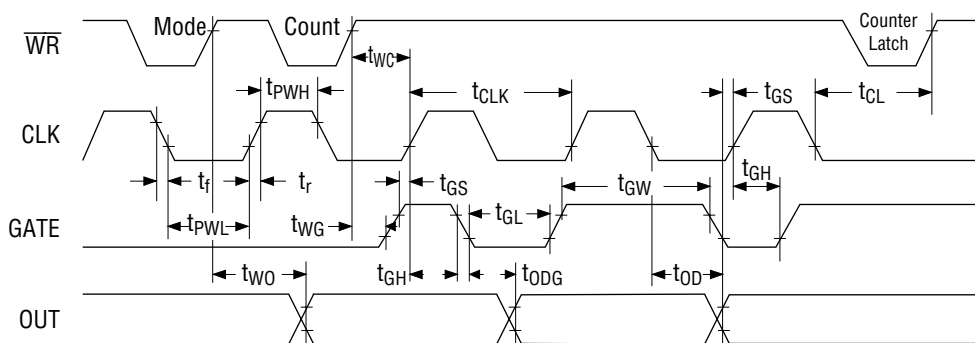 WR Mode Count Counter
Latch
tWC
tPWH tCLK tGS tCL
CLK
tf tr tGS tGW tGH
tPWL tWG tGL
GATE
tWO tGH tODG tOD
OUT